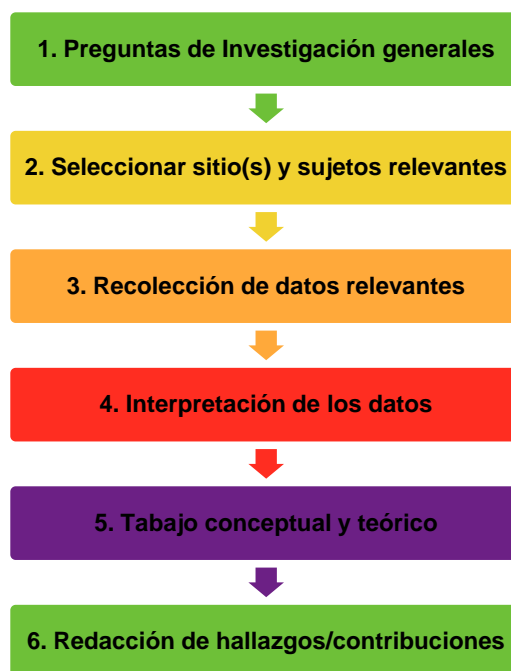 1. Preguntas de Investigación generales
2. Seleccionar sitio(s) y sujetos relevantes
3. Recolección de datos relevantes
4. Interpretación de los datos
5. Tabajo conceptual y teórico
6. Redacción de hallazgos/contribuciones